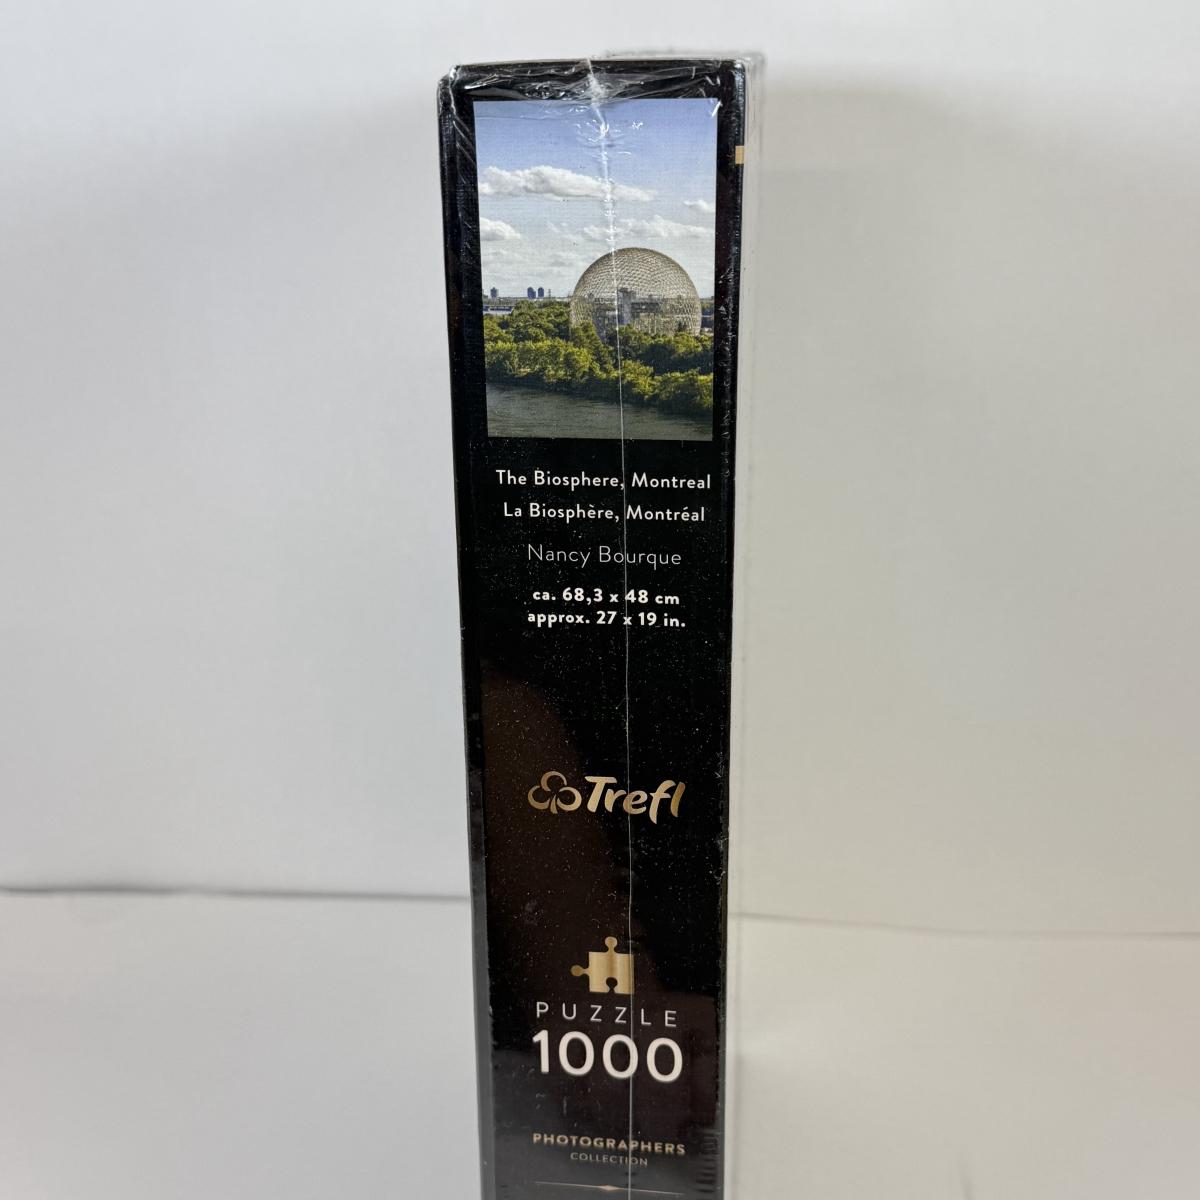 The Biosphere, Montreal
La Biosphère, Montréal
Nancy Bourque
ca. 68,3 x 48 cm
approx. 27 x 19 in.
Trefl
PUZZLE
1000
PHOTOGRAPHERS
COLLECTION